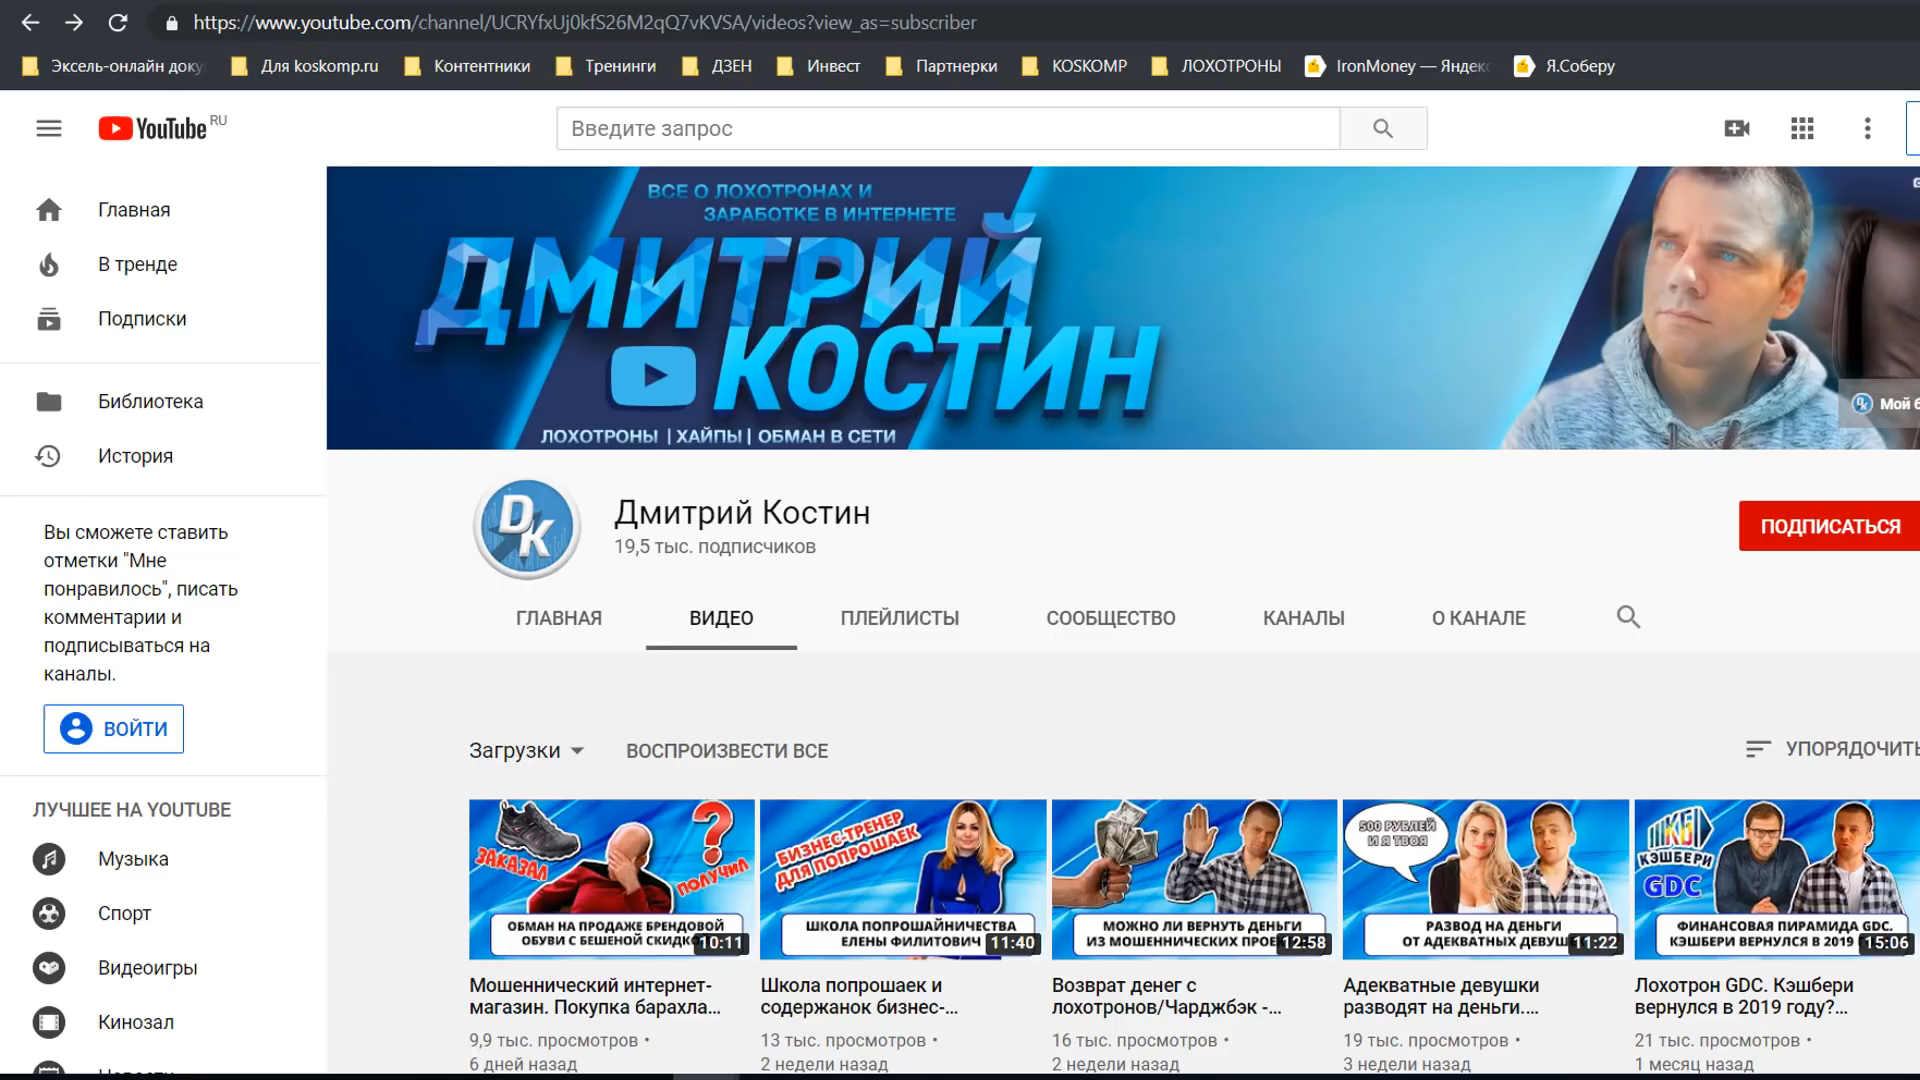 https://www.youtube.com/channel/UCRYfxUj0kfS26M2qQ7vKVSA/videos?view_as=subscriber
Эксель-онлайн доку
Для koskomp.ru
Контентники
Тренинги
ДЗЕН
Инвест
Партнерки
KOSKOMP
ЛОХОТРОНЫ
IronMoney — Яндекс
Я.Соберу
YouTube RU
Введите запрос
Главная
В тренде
Подписки
Библиотека
История
Вы сможете ставить
отметки "Мне
понравилось", писать
комментарии и
подписываться на
каналы.
ВОЙТИ
ЛУЧШЕЕ НА YOUTUBE
Музыка
Спорт
Видеоигры
Кинозал
Новости
ВСЕ О ЛОХОТРОНАХ И
ЗАРАБОТКЕ В ИНТЕРНЕТЕ
ДМИТРИЙ
КОСТИН
ЛОХОТРОНЫ | ХАЙПЫ | ОБМАН В СЕТИ
DK Мой б
DK
Дмитрий Костин
19,5 тыс. подписчиков
ПОДПИСАТЬСЯ
ГЛАВНАЯ
ВИДЕО
ПЛЕЙЛИСТЫ
СООБЩЕСТВО
КАНАЛЫ
О КАНАЛЕ
Загрузки
ВОСПРОИЗВЕСТИ ВСЕ
УПОРЯДОЧИТЬ
ЗАКАЗАЛ
?
ПОЛУЧИЛ
ОБМАН НА ПРОДАЖЕ БРЕНДОВОЙ
ОБУВИ С БЕШЕНОЙ СКИДКО
10:11
Мошеннический интернет-
магазин. Покупка барахла...
9,9 тыс. просмотров •
6 дней назад
БИЗНЕС-ТРЕНЕР
ДЛЯ ПОПРОШАЕК
ШКОЛА ПОПРОШАЙНИЧЕСТВА
ЕЛЕНЫ ФИЛИТОВИЧ
11:40
Школа попрошаек и
содержанок бизнес-...
13 тыс. просмотров •
2 недели назад
МОЖНО ЛИ ВЕРНУТЬ ДЕНЬГИ
ИЗ МОШЕННИЧЕСКИХ ПРОЕ
12:58
Возврат денег с
лохотронов/Чарджбэк -...
16 тыс. просмотров •
2 недели назад
500 РУБЛЕЙ
И Я ТВОЯ
РАЗВОД НА ДЕНЬГИ
ОТ АДЕКВАТНЫХ ДЕВУШ
11:22
Адекватные девушки
разводят на деньги....
19 тыс. просмотров •
3 недели назад
КЭШБЕРИ
GDC
ФИНАНСОВАЯ ПИРАМИДА GDC.
КЭШБЕРИ ВЕРНУЛСЯ В 2019
15:06
Лохотрон GDC. Кэшбери
вернулся в 2019 году?...
21 тыс. просмотров •
1 месяц назад